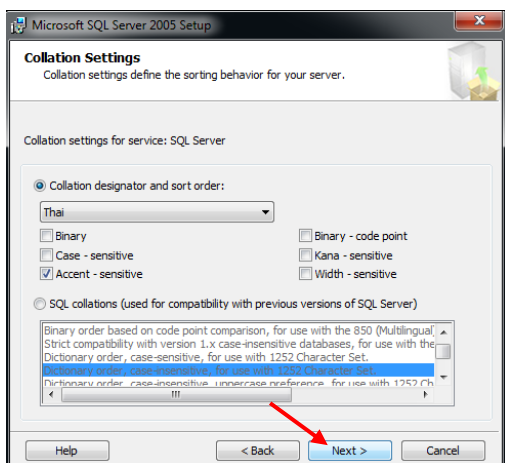 Microsoft SQL Server 2005 Setup
Collation Settings
Collation settings define the sorting behavior for your server.
Collation settings for service: SQL Server
Collation designator and sort order:
Thai
Binary
Binary - code point
Case - sensitive
Kana - sensitive
Accent - sensitive
Width - sensitive
SQL collations (used for compatibility with previous versions of SQL Server)
Binary order based on code point comparison, for use with the 850 (Multilingual)
Strict compatibility with version 1.x case-insensitive databases, for use with the
Dictionary order, case-sensitive, for use with 1252 Character Set.
Dictionary order, case-insensitive, for use with 1252 Character Set.
Dictionary order, case-insensitive, uppercase preference, for use with 1252 Ch
Help
< Back
Next >
Cancel